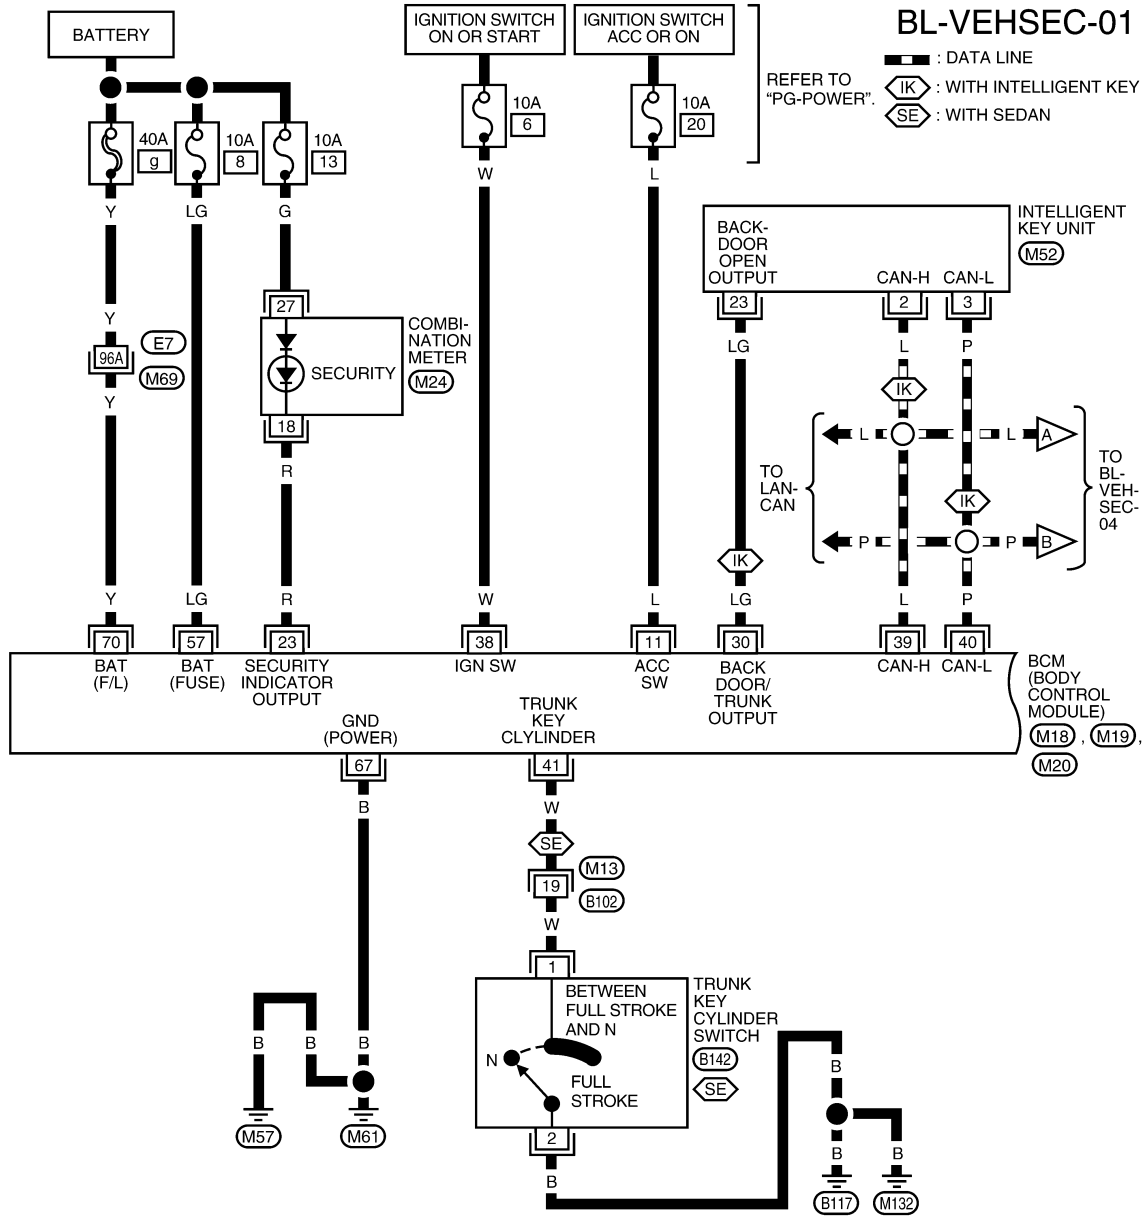 BL-VEHSEC-01
BATTERY
IGNITION SWITCH
ON OR START
IGNITION SWITCH
ACC OR ON
: DATA LINE
IK : WITH INTELLIGENT KEY
SE : WITH SEDAN
REFER TO
“PG-POWER”.
40A
g
10A
8
10A
13
10A
6
10A
20
Y
LG
G
W
L
BACK-
DOOR
OPEN
OUTPUT
CAN-H
CAN-L
INTELLIGENT
KEY UNIT
M52
27
23
2
3
Y
96A
E7
M69
Y
SECURITY
COMBI-
NATION
METER
M24
18
R
LG
L
P
IK
L
L
A
TO
LAN-
CAN
TO
BL-
VEH-
SEC-
04
IK
P
P
B
IK
Y
LG
R
W
L
LG
L
P
70
57
23
38
11
30
39
40
BAT
(F/L)
BAT
(FUSE)
SECURITY
INDICATOR
OUTPUT
IGN SW
ACC
SW
BACK
DOOR/
TRUNK
OUTPUT
CAN-H
CAN-L
BCM
(BODY
CONTROL
MODULE)
M18 , M19 ,
M20
GND
(POWER)
TRUNK
KEY
CLYLINDER
67
41
B
W
SE
19
M13
B102
W
1
BETWEEN
FULL STROKE
AND N
N
FULL
STROKE
TRUNK
KEY
CYLINDER
SWITCH
B142
SE
2
B
B
B
B
M57
M61
B
B
B
B117
M132